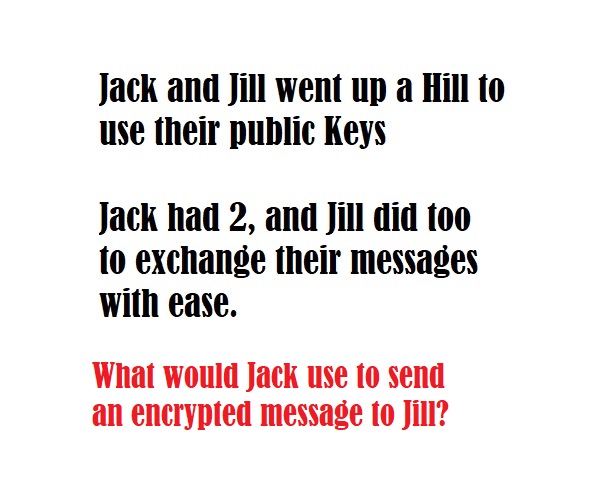 Jack and Jill went up a Hill to
use their public Keys
Jack had 2, and Jill did too
to exchange their messages
with ease.
What would Jack use to send
an encrypted message to Jill?